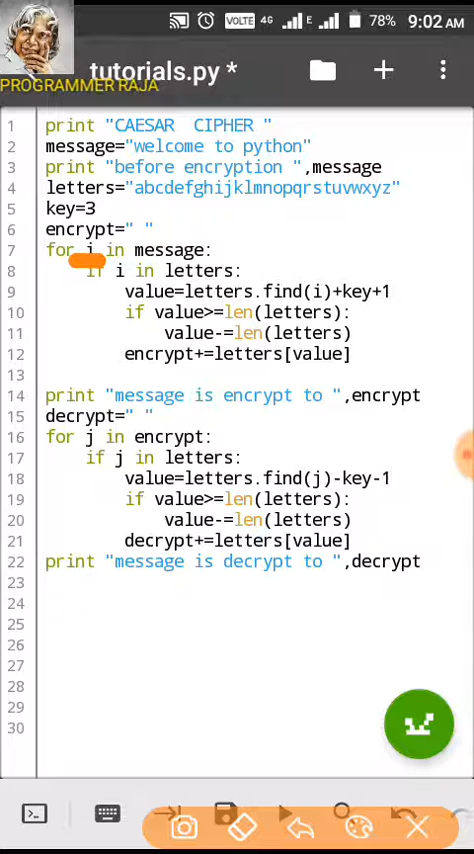 VOLTE 4G E 78% 9:02 AM
PROGRAMMER RAJA
tutorials.py *
1 print "CAESAR  CIPHER "
2 message="welcome to python"
3 print "before encryption ",message
4 letters="abcdefghijklmnopqrstuvwxyz"
5 key=3
6 encrypt=" "
7 for i in message:
8     if i in letters:
9         value=letters.find(i)+key+1
10         if value>=len(letters):
11             value-=len(letters)
12         encrypt+=letters[value]
13
14 print "message is encrypt to ",encrypt
15 decrypt=" "
16 for j in encrypt:
17     if j in letters:
18         value=letters.find(j)-key-1
19         if value>=len(letters):
20             value-=len(letters)
21         decrypt+=letters[value]
22 print "message is decrypt to ",decrypt
23
24
25
26
27
28
29
30